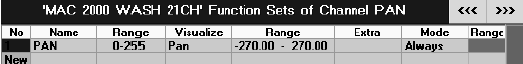 'MAC 2000 WASH 21CH' Function Sets of Channel PAN <<< >>>
No Name Range Visualize Range Extra Mode Range
1 PAN 0-255 Pan -270.00 - 270.00 Always
New